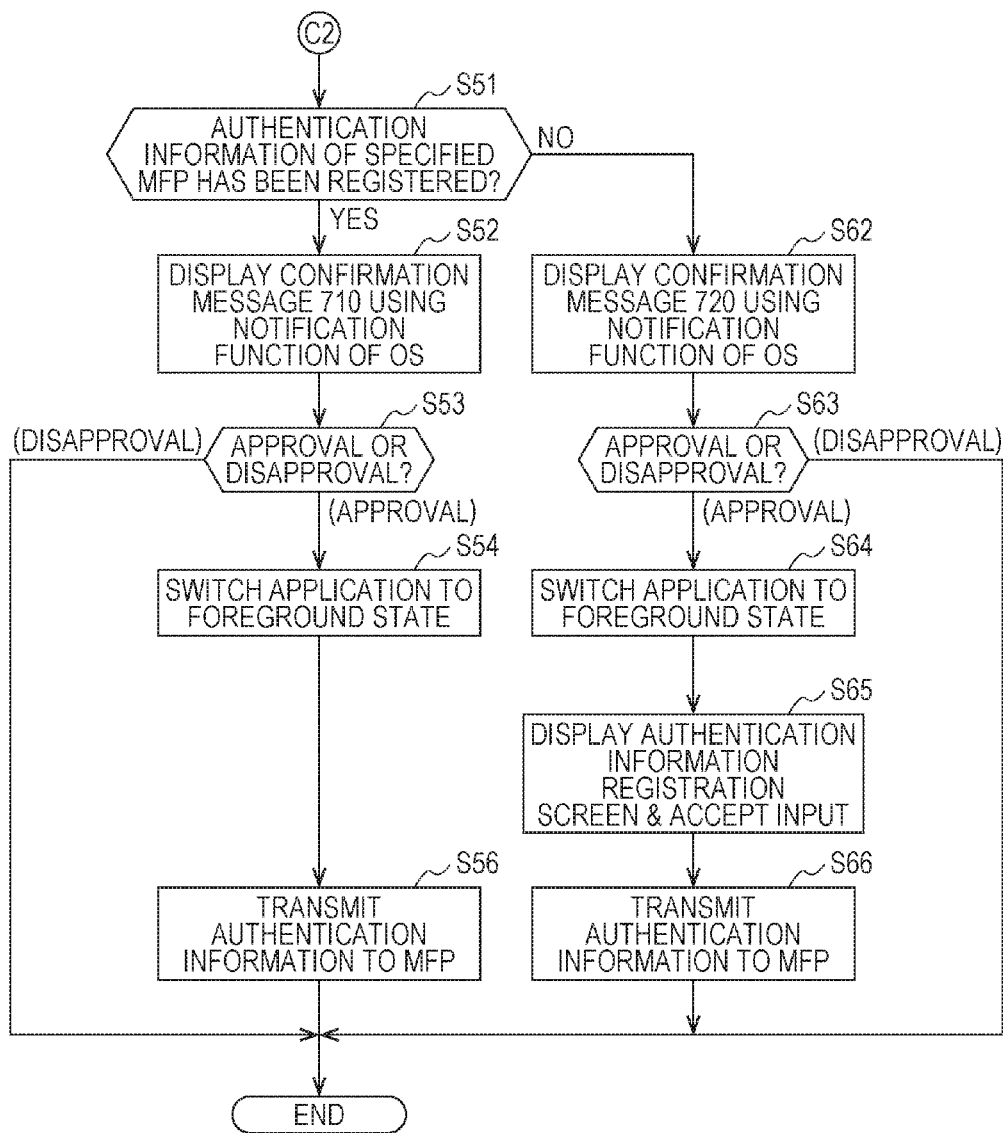 C2
S51
AUTHENTICATION
INFORMATION OF SPECIFIED
MFP HAS BEEN REGISTERED?
NO
YES
S52
DISPLAY CONFIRMATION
MESSAGE 710 USING
NOTIFICATION
FUNCTION OF OS
S62
DISPLAY CONFIRMATION
MESSAGE 720 USING
NOTIFICATION
FUNCTION OF OS
S53
(DISAPPROVAL)
APPROVAL OR
DISAPPROVAL?
(APPROVAL)
S63
APPROVAL OR
DISAPPROVAL?
(DISAPPROVAL)
(APPROVAL)
S54
SWITCH APPLICATION TO
FOREGROUND STATE
S64
SWITCH APPLICATION TO
FOREGROUND STATE
S65
DISPLAY AUTHENTICATION
INFORMATION
REGISTRATION
SCREEN & ACCEPT INPUT
S56
TRANSMIT
AUTHENTICATION
INFORMATION TO MFP
S66
TRANSMIT
AUTHENTICATION
INFORMATION TO MFP
END